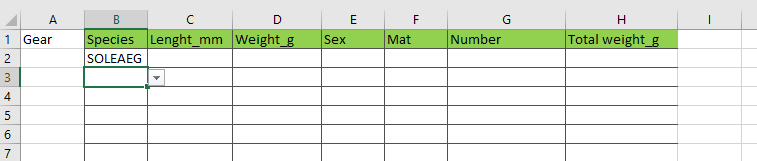 A B C D E F G H I
1 Gear Species Lenght_mm Weight_g Sex Mat Number Total weight_g
2 SOLEAEG
3
4
5
6
7